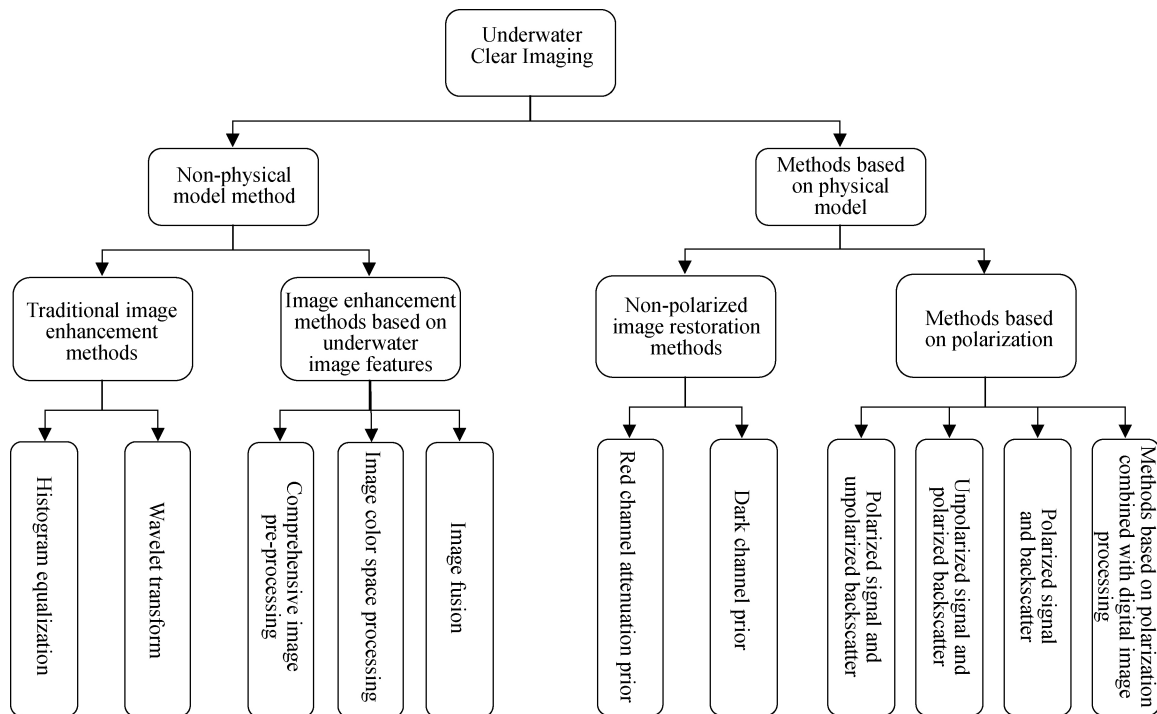 Underwater
Clear Imaging
Non-physical
model method
Methods based
on physical
model
Traditional image
enhancement
methods
Image enhancement
methods based on
underwater
image features
Non-polarized
image restoration
methods
Methods based
on polarization
Histogram equalization
Wavelet transform
Comprehensive image
pre-processing
Image color space processing
Image fusion
Red channel attenuation prior
Dark channel prior
Polarized signal and
unpolarized backscatter
Unpolarized signal and
polarized backscatter
Polarized signal
and backscatter
Methods based on polarization
combined with digital image
processing